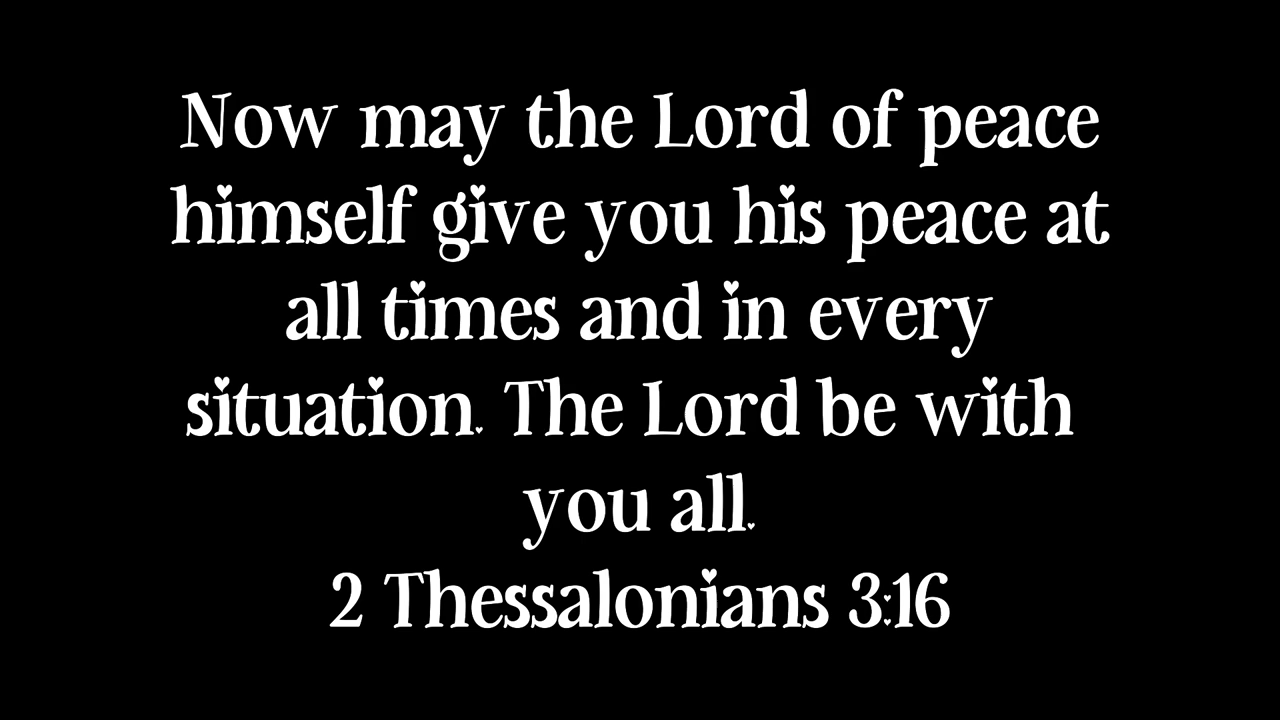 Now may the Lord of peace
himself give you his peace at
all times and in every
situation. The Lord be with
you all.
2 Thessalonians 3:16